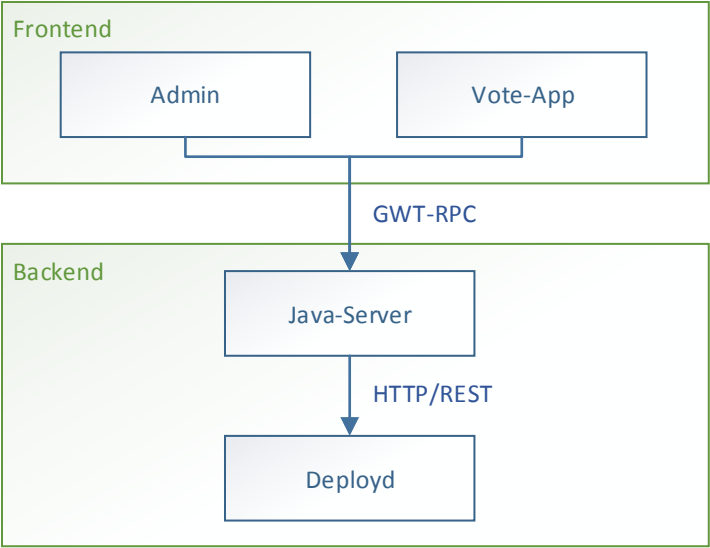 Frontend
Admin
Vote-App
GWT-RPC
Backend
Java-Server
HTTP/REST
Deployd